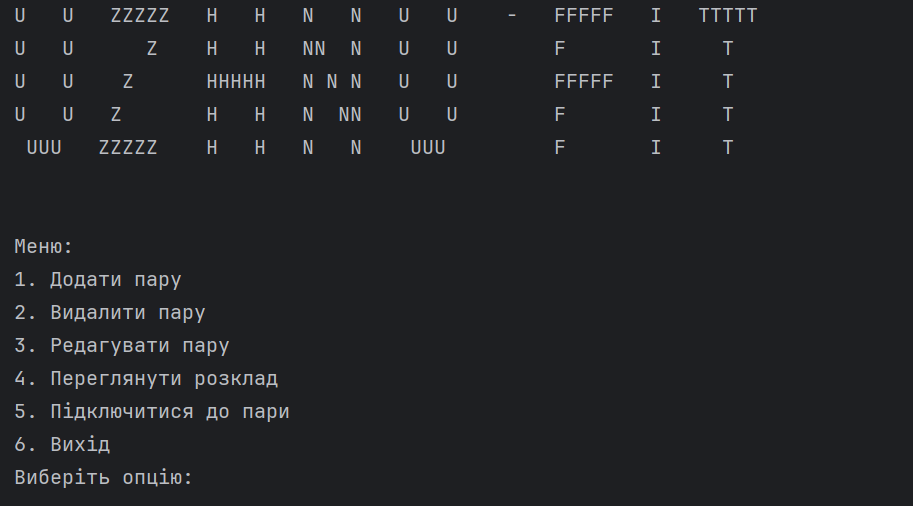 U   U   ZZZZZ   H   H   N   N   U   U    -   FFFFF   I   TTTTT
U   U      Z    H   H   NN  N   U   U        F       I     T
U   U    Z      HHHHH   N N N   U   U        FFFFF   I     T
U   U   Z       H   H   N  NN   U   U        F       I     T
 UUU   ZZZZZ    H   H   N   N    UUU         F       I     T
Меню:
1. Додати пару
2. Видалити пару
3. Редагувати пару
4. Переглянути розклад
5. Підключитися до пари
6. Вихід
Виберіть опцію: